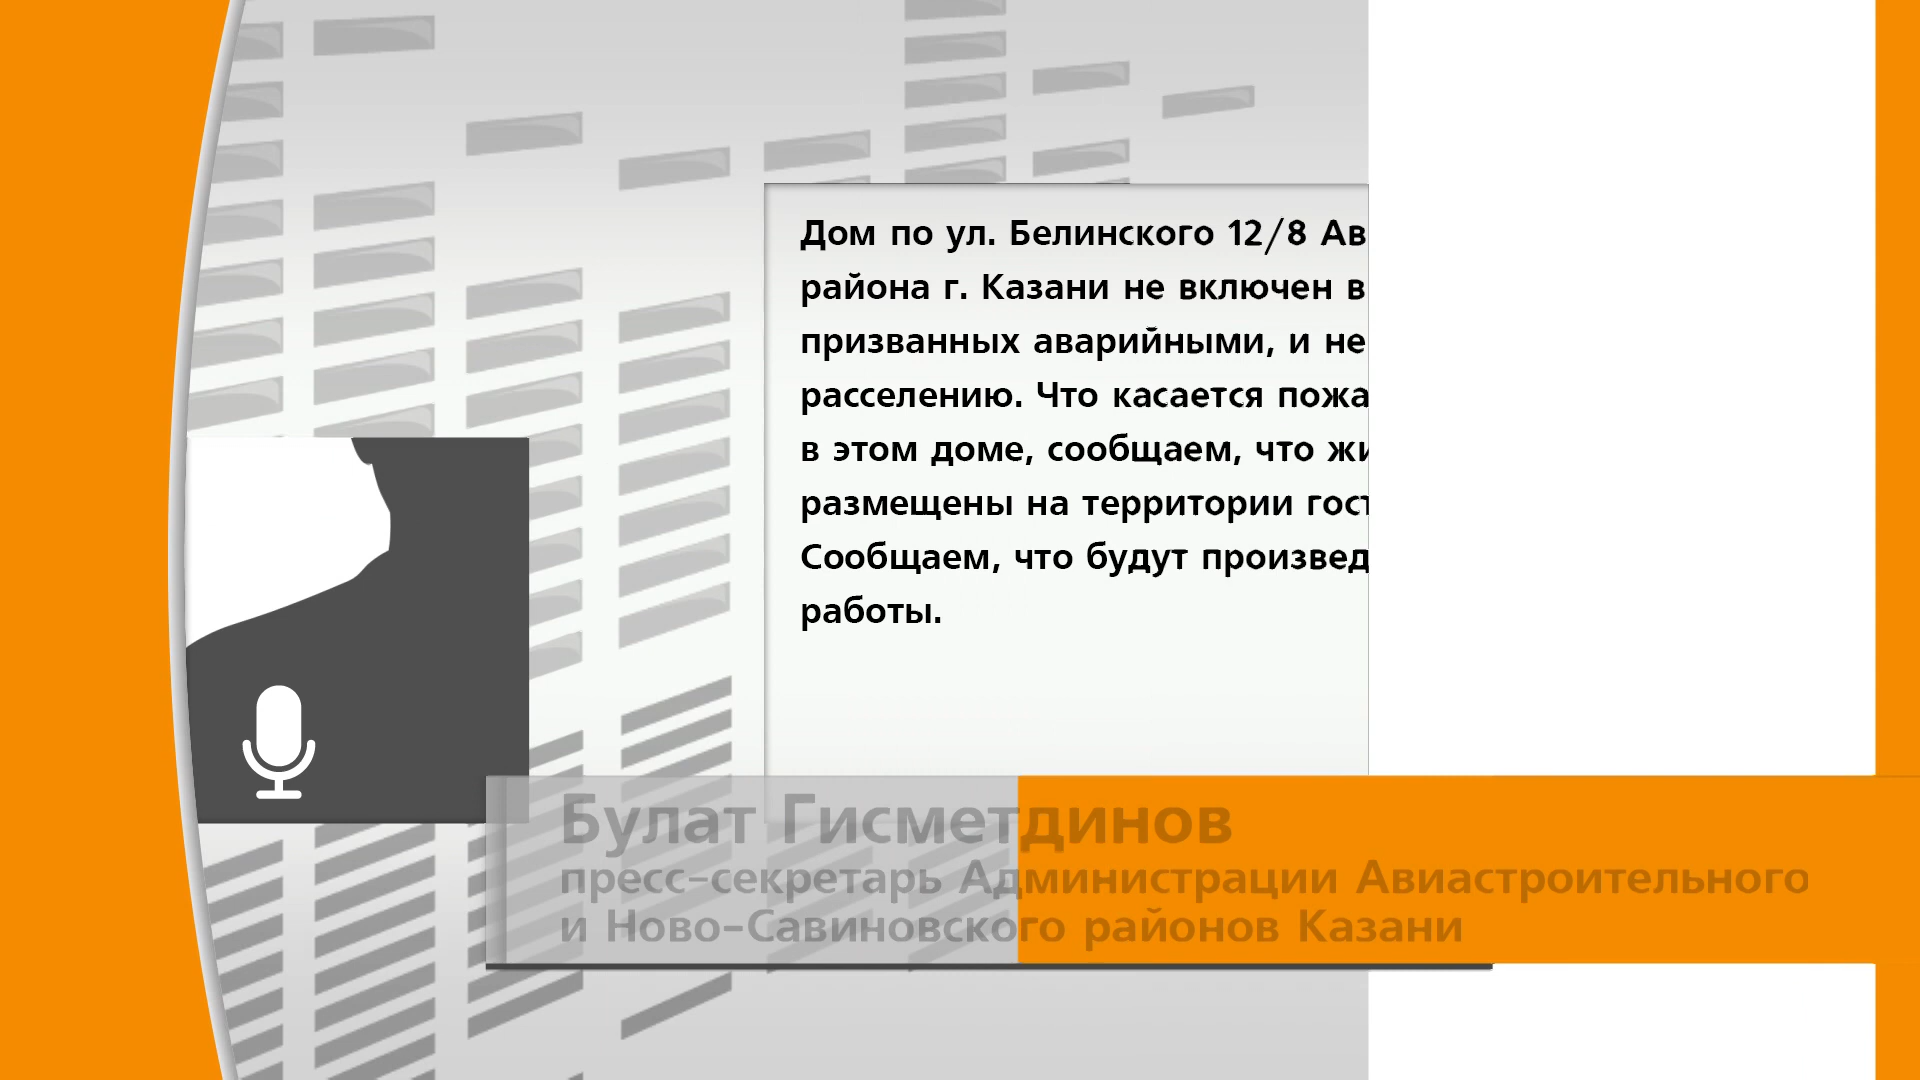 Дом по ул. Белинского 12/8 Ав
района г. Казани не включен в
призванных аварийными, и не
расселению. Что касается пожа
в этом доме, сообщаем, что жи
размещены на территории гост
Сообщаем, что будут произвед
работы.
Булат Гисметдинов
пресс-секретарь Администрации Авиастроительного
и Ново-Савиновского районов Казани